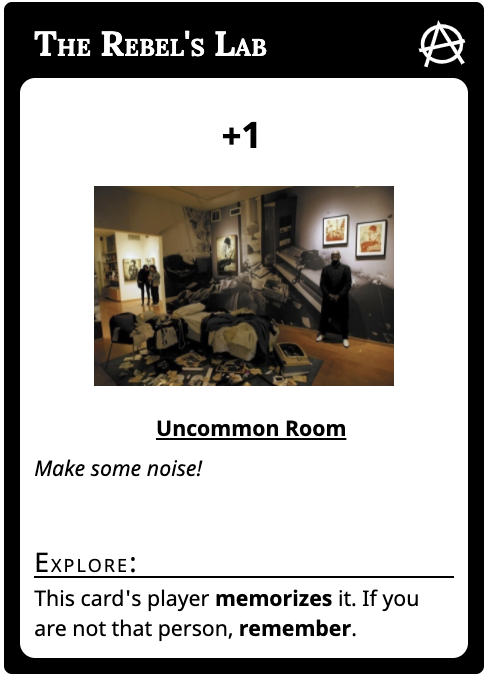 The Rebel's Lab
+1
Uncommon Room
Make some noise!
Explore:
This card's player memorizes it. If you
are not that person, remember.